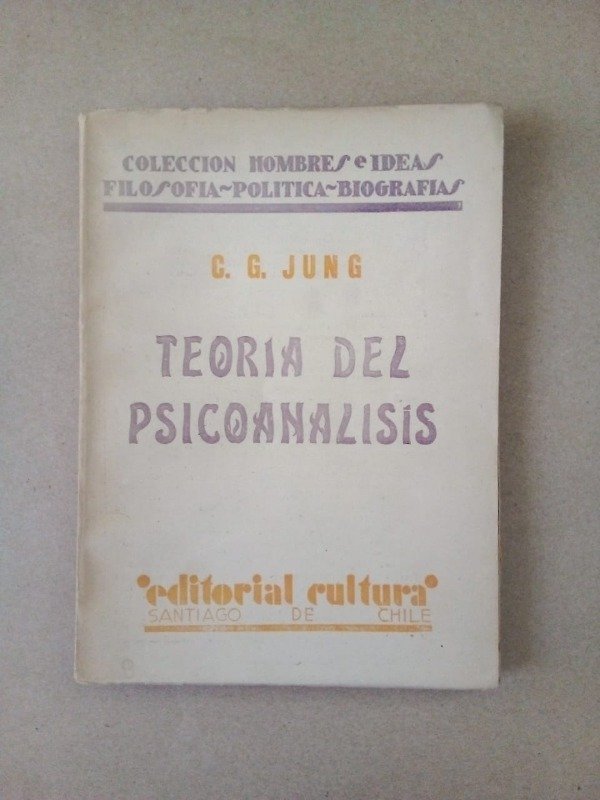 COLECCION HOMBRES e IDEAS
FILOSOFIA~POLITICA~BIOGRAFIAS
C. G. JUNG
TEORIA DEL
PSICOANALISIS
editorial cultura
SANTIAGO DE CHILE